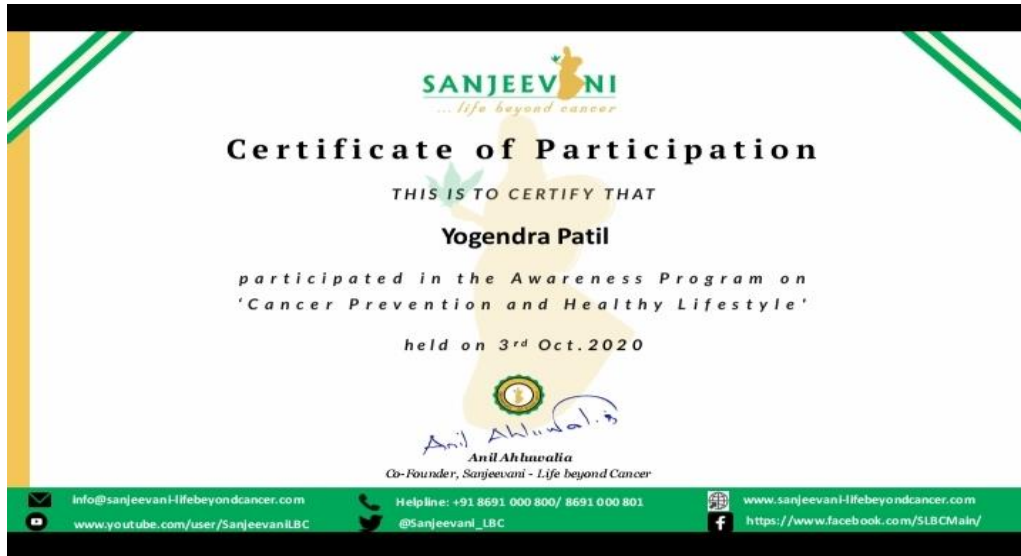 SANJEEVANI
... life beyond cancer
Certificate of Participation
THIS IS TO CERTIFY THAT
Yogendra Patil
participated in the Awareness Program on
‘Cancer Prevention and Healthy Lifestyle’
held on 3rd Oct.2020
Anil Ahluwalia
Anil Ahluwalia
Co-Founder, Sanjeevani - Life beyond Cancer
info@sanjeevani-lifebeyondcancer.com
Helpline: +91 8691 000 800/ 8691 000 801
www.sanjeevani-lifebeyondcancer.com
www.youtube.com/user/SanjeevaniLBC
@Sanjeevani_LBC
https://www.facebook.com/SLBCMain/